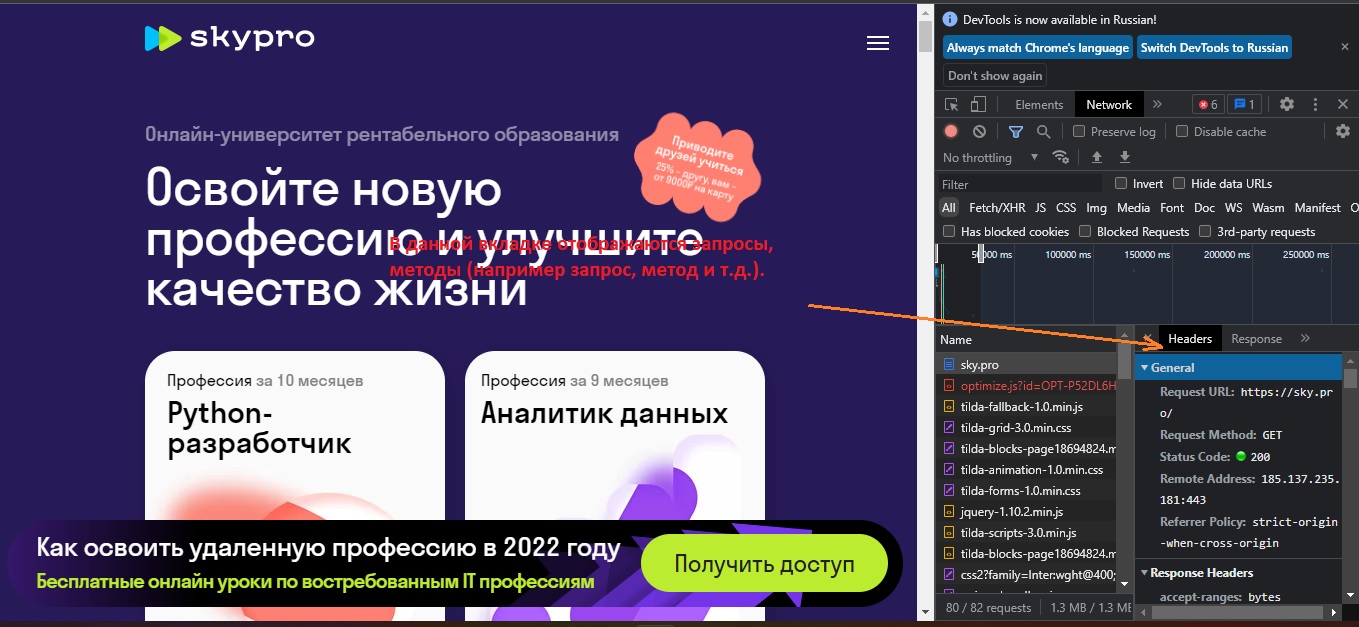 skypro
Онлайн-университет рентабельного образования
Освойте новую
профессию и улучшите
качество жизни
Приводите
друзей учиться
25% - другу, вам -
от 9000₽ на карту
В данной вкладке отображаются запросы,
методы (например запрос, метод и т.д.).
Профессия за 10 месяцев
Python-
разработчик
Профессия за 9 месяцев
Аналитик данных
Как освоить удаленную профессию в 2022 году
Бесплатные онлайн уроки по востребованным IT профессиям
Получить доступ
DevTools is now available in Russian!
Always match Chrome's language
Switch DevTools to Russian
Don't show again
Elements
Network
6
1
Preserve log
Disable cache
No throttling
Filter
Invert
Hide data URLs
All
Fetch/XHR
JS
CSS
Img
Media
Font
Doc
WS
Wasm
Manifest
O
Has blocked cookies
Blocked Requests
3rd-party requests
100000 ms
150000 ms
200000 ms
250000 ms
Name
sky.pro
optimize.js?id=OPT-P52DL6H
tilda-fallback-1.0.min.js
tilda-grid-3.0.min.css
tilda-blocks-page18694824.m
tilda-animation-1.0.min.css
tilda-forms-1.0.min.css
jquery-1.10.2.min.js
tilda-scripts-3.0.min.js
tilda-blocks-page18694824.m
css2?family=Inter:wght@400;
80 / 82 requests
1.3 MB / 1.3 ME
Headers
Response
General
Request URL: https://sky.pr
o/
Request Method: GET
Status Code: 200
Remote Address: 185.137.235.
181:443
Referrer Policy: strict-origin
-when-cross-origin
Response Headers
accept-ranges: bytes